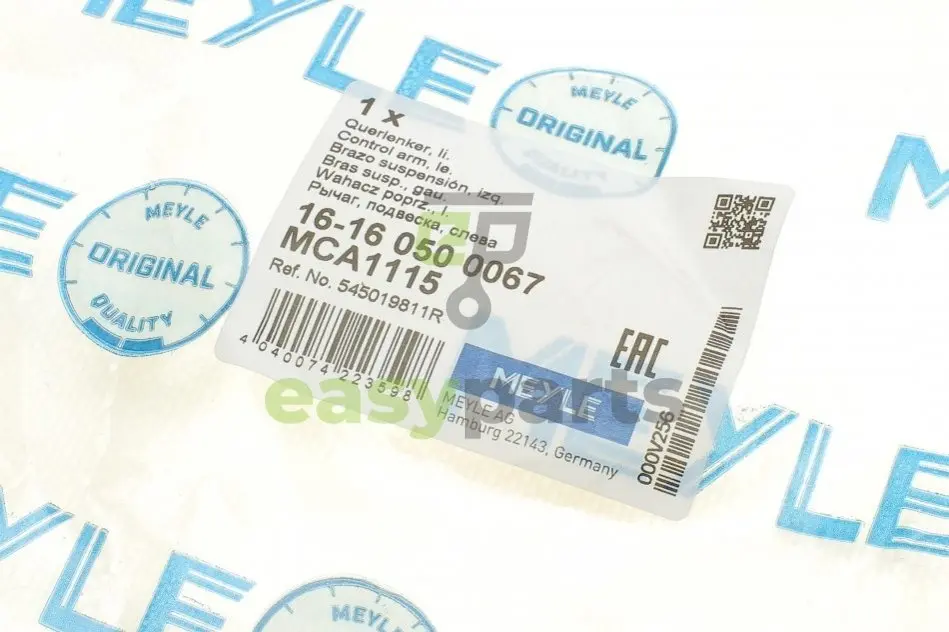 MEYLE
MEYLE
ORIGINAL
MEYLE
ORIGINAL
QUALITY
1 x
Querlenker, li.
Control arm, le.
Brazo suspensión, izq.
Bras susp., gau.
Wahacz poprz., l.
Рычаг, подвеска, слева
16-16 050 0067
MCA1115
Ref. No. 545019811R
4 040074 223598
EAC
MEYLE
MEYLE AG
Hamburg 22143, Germany
000V256
easyparts
MEYLE
MEYLE